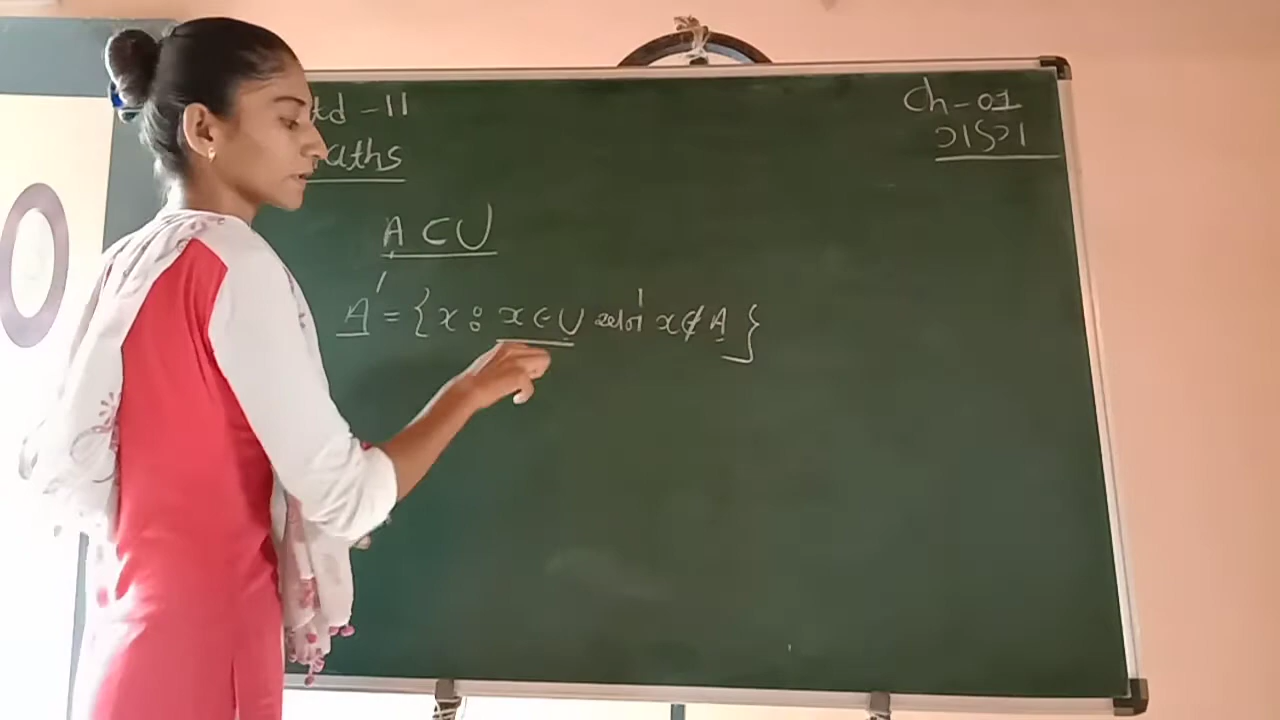 td - 11
Ch - 01
aths
ગણ
A ⊂ U
A' = { x : x ∈ U અને x ∉ A }